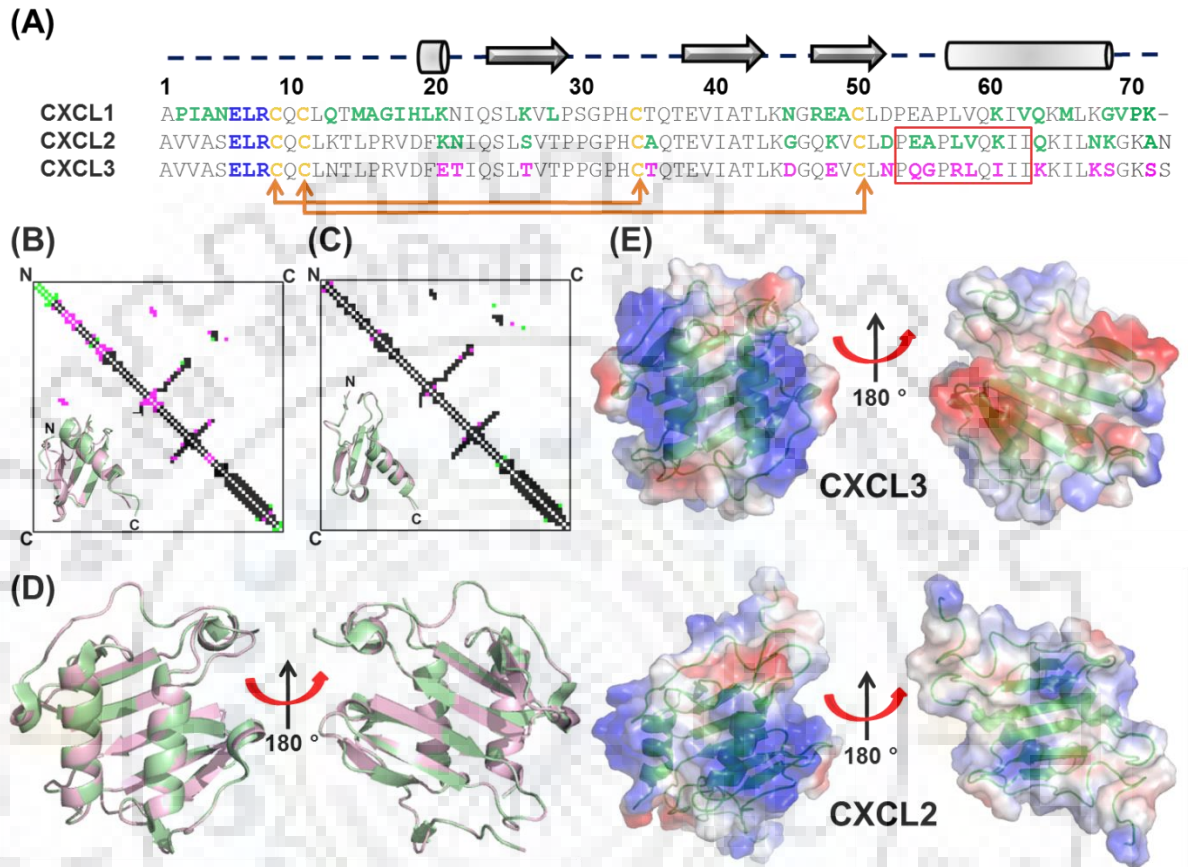 (A)
1 10 20 30 40 50 60 70
CXCL1 APIANELRCQCLQTMAGIHLKNIQSLKVLPSGPHCTQTEVIATLKNGREACLDPEAPLVQKIVQKMLKGVPK-
CXCL2 AVVASELRCQCLKTLPRVDFKNIQSLSVTPPGPHCAQTEVIATLKGGQKVCLDPEAPLVQKIIQKILNKGKAN
CXCL3 AVVASELRCQCLNTLPRVDFETIQSLTVTPPGPHCTQTEVIATLKDGQEVCLNPQGPRLQIIIKKILKSGKSS
(B)
N
C
N
C
C
(C)
N
C
N
C
C
(E)
180 °
CXCL3
(D)
180 °
180 °
CXCL2